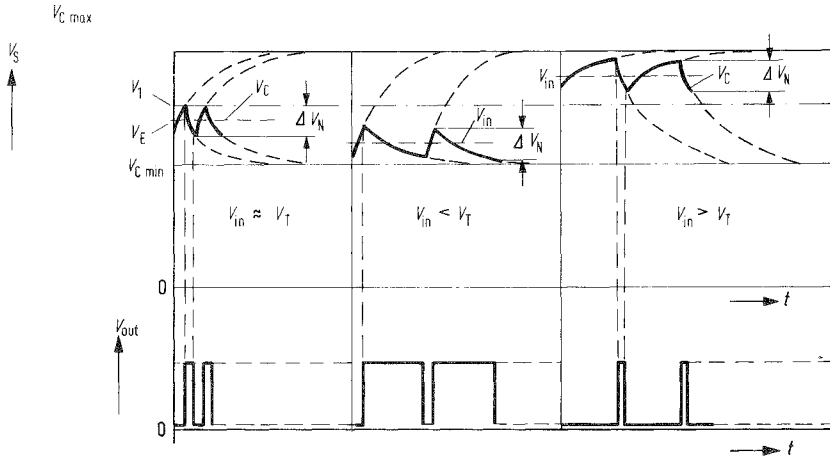 V_C max
V_S
V_1
V_E
V_C min
V_C
Δ V_N
V_in
Δ V_N
V_in
V_C
Δ V_N
V_in ≈ V_T
V_in < V_T
V_in > V_T
0
t
V_out
0
t